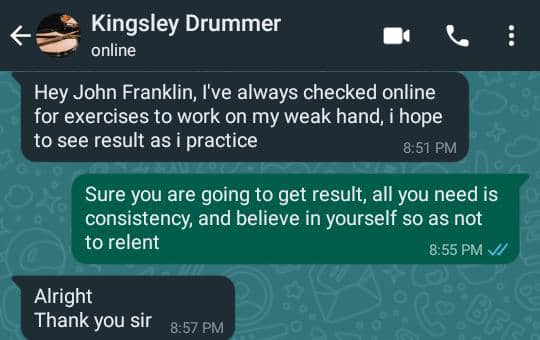 Kingsley Drummer
online
Hey John Franklin, I've always checked online
for exercises to work on my weak hand, i hope
to see result as i practice
8:51 PM
Sure you are going to get result, all you need is
consistency, and believe in yourself so as not
to relent
8:55 PM
Alright
Thank you sir
8:57 PM